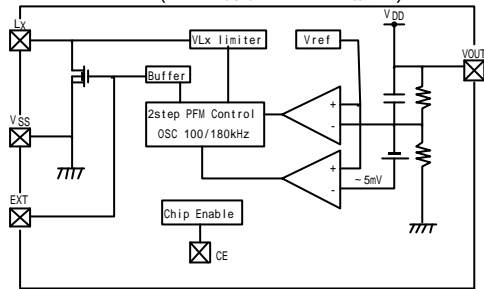 Lx
VLx limiter
Vref
VDD
VOUT
Buffer
2step PFM Control
OSC 100/180kHz
+
-
VSS
+
-
~5mV
EXT
Chip Enable
CE